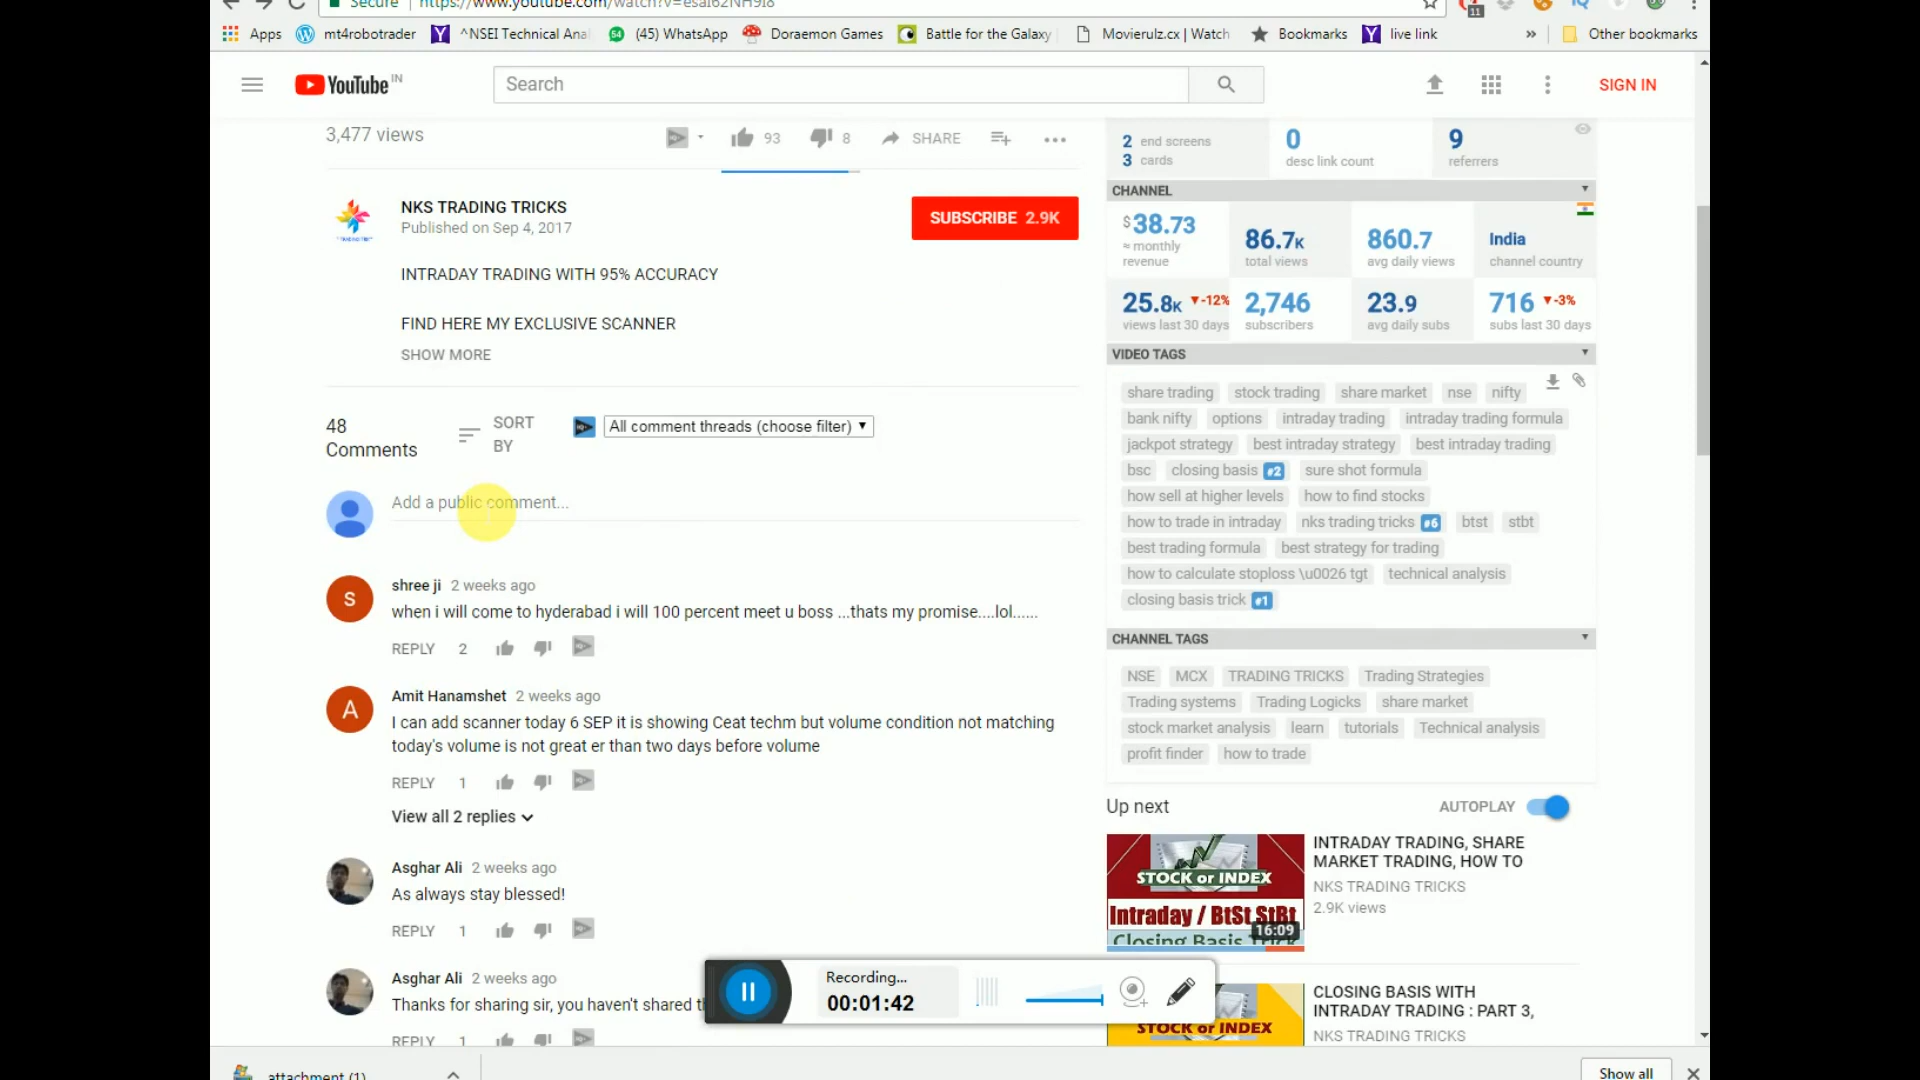 Secure https://www.youtube.com/watch?v=esaI62NH9I8
11
Apps mt4robotrader ^NSEI Technical Ana (45) WhatsApp Doraemon Games Battle for the Galaxy Movierulz.cx | Watch Bookmarks live link » Other bookmarks
YouTube IN
Search
SIGN IN
3,477 views
93 8 SHARE
NKS TRADING TRICKS
Published on Sep 4, 2017
SUBSCRIBE 2.9K
INTRADAY TRADING WITH 95% ACCURACY
FIND HERE MY EXCLUSIVE SCANNER
SHOW MORE
48
Comments
SORT
BY
All comment threads (choose filter)
Add a public comment...
S
shree ji 2 weeks ago
when i will come to hyderabad i will 100 percent meet u boss ...thats my promise....lol......
REPLY 2
A
Amit Hanamshet 2 weeks ago
I can add scanner today 6 SEP it is showing Ceat techm but volume condition not matching
today's volume is not great er than two days before volume
REPLY 1
View all 2 replies
Asghar Ali 2 weeks ago
As always stay blessed!
REPLY 1
Asghar Ali 2 weeks ago
Thanks for sharing sir, you haven't shared
REPLY 1
Recording...
00:01:42
2 end screens
3 cards
0
desc link count
9
referrers
CHANNEL
$38.73
≈ monthly
revenue
86.7K
total views
860.7
avg daily views
India
channel country
25.8K -12%
views last 30 days
2,746
subscribers
23.9
avg daily subs
716 -3%
subs last 30 days
VIDEO TAGS
share trading stock trading share market nse nifty
bank nifty options intraday trading intraday trading formula
jackpot strategy best intraday strategy best intraday trading
bsc closing basis #2 sure shot formula
how sell at higher levels how to find stocks
how to trade in intraday nks trading tricks #6 btst stbt
best trading formula best strategy for trading
how to calculate stoploss \u0026 tgt technical analysis
closing basis trick #1
CHANNEL TAGS
NSE MCX TRADING TRICKS Trading Strategies
Trading systems Trading Logicks share market
stock market analysis learn tutorials Technical analysis
profit finder how to trade
Up next
AUTOPLAY
STOCK or INDEX
Intraday / BtSt StBt
Closing Basis Trick
16:09
INTRADAY TRADING, SHARE
MARKET TRADING, HOW TO
NKS TRADING TRICKS
2.9K views
STOCK or INDEX
CLOSING BASIS WITH
INTRADAY TRADING : PART 3,
NKS TRADING TRICKS
attachment (1)
Show all